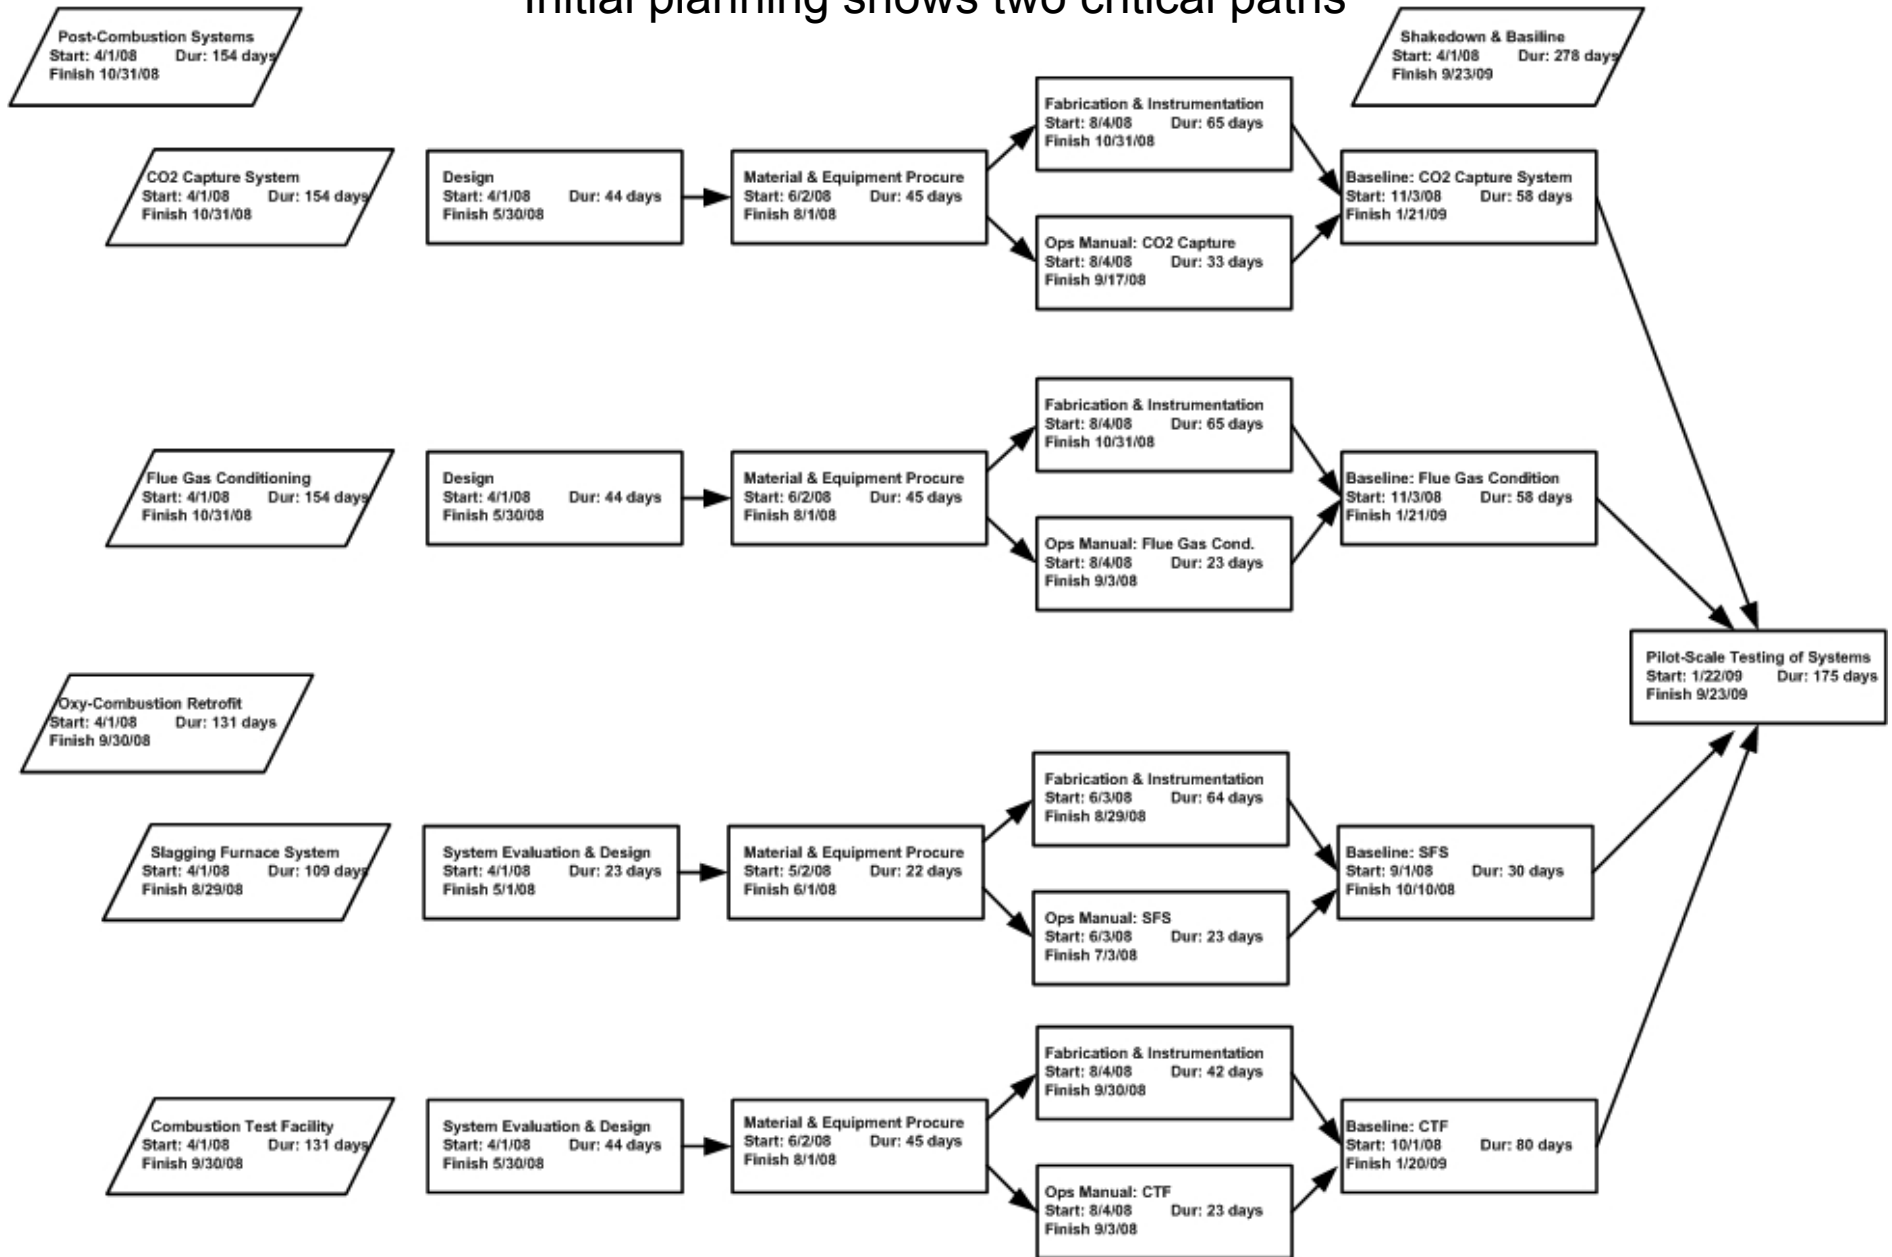 Initial planning shows two critical paths
Post-Combustion Systems
Start: 4/1/08 Dur: 154 days
Finish 10/31/08
Shakedown & Basiline
Start: 4/1/08 Dur: 278 days
Finish 9/23/09
CO2 Capture System
Start: 4/1/08 Dur: 154 days
Finish 10/31/08
Design
Start: 4/1/08 Dur: 44 days
Finish 5/30/08
Material & Equipment Procure
Start: 6/2/08 Dur: 45 days
Finish 8/1/08
Fabrication & Instrumentation
Start: 8/4/08 Dur: 65 days
Finish 10/31/08
Ops Manual: CO2 Capture
Start: 8/4/08 Dur: 33 days
Finish 9/17/08
Baseline: CO2 Capture System
Start: 11/3/08 Dur: 58 days
Finish 1/21/09
Flue Gas Conditioning
Start: 4/1/08 Dur: 154 days
Finish 10/31/08
Design
Start: 4/1/08 Dur: 44 days
Finish 5/30/08
Material & Equipment Procure
Start: 6/2/08 Dur: 45 days
Finish 8/1/08
Fabrication & Instrumentation
Start: 8/4/08 Dur: 65 days
Finish 10/31/08
Ops Manual: Flue Gas Cond.
Start: 8/4/08 Dur: 23 days
Finish 9/3/08
Baseline: Flue Gas Condition
Start: 11/3/08 Dur: 58 days
Finish 1/21/09
Pilot-Scale Testing of Systems
Start: 1/22/09 Dur: 175 days
Finish 9/23/09
Oxy-Combustion Retrofit
Start: 4/1/08 Dur: 131 days
Finish 9/30/08
Slagging Furnace System
Start: 4/1/08 Dur: 109 days
Finish 8/29/08
System Evaluation & Design
Start: 4/1/08 Dur: 23 days
Finish 5/1/08
Material & Equipment Procure
Start: 5/2/08 Dur: 22 days
Finish 6/1/08
Fabrication & Instrumentation
Start: 6/3/08 Dur: 64 days
Finish 8/29/08
Ops Manual: SFS
Start: 6/3/08 Dur: 23 days
Finish 7/3/08
Baseline: SFS
Start: 9/1/08 Dur: 30 days
Finish 10/10/08
Combustion Test Facility
Start: 4/1/08 Dur: 131 days
Finish 9/30/08
System Evaluation & Design
Start: 4/1/08 Dur: 44 days
Finish 5/30/08
Material & Equipment Procure
Start: 6/2/08 Dur: 45 days
Finish 8/1/08
Fabrication & Instrumentation
Start: 8/4/08 Dur: 42 days
Finish 9/30/08
Ops Manual: CTF
Start: 8/4/08 Dur: 23 days
Finish 9/3/08
Baseline: CTF
Start: 10/1/08 Dur: 80 days
Finish 1/20/09